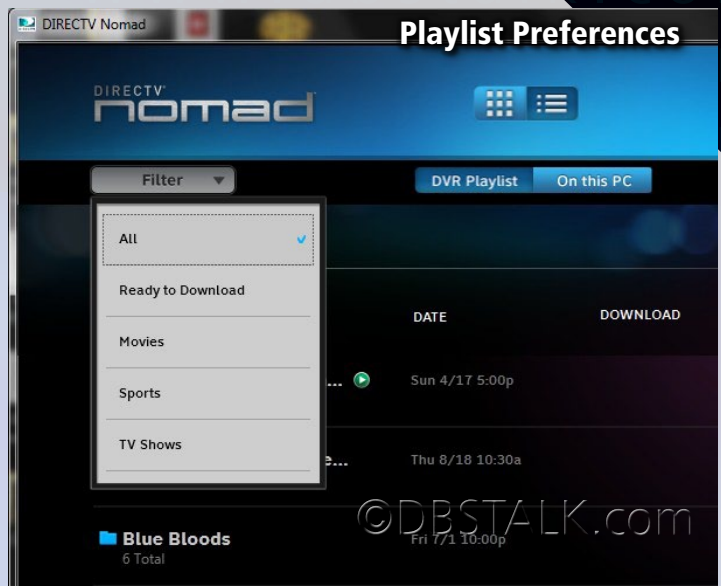 DIRECTV Nomad
Playlist Preferences
DIRECTV
nomad
Filter
DVR Playlist
On this PC
All
Ready to Download
Movies
Sports
TV Shows
DATE
DOWNLOAD
...
Sun 4/17 5:00p
e...
Thu 8/18 10:30a
©DBSTALK.com
Blue Bloods
6 Total
Fri 7/1 10:00p